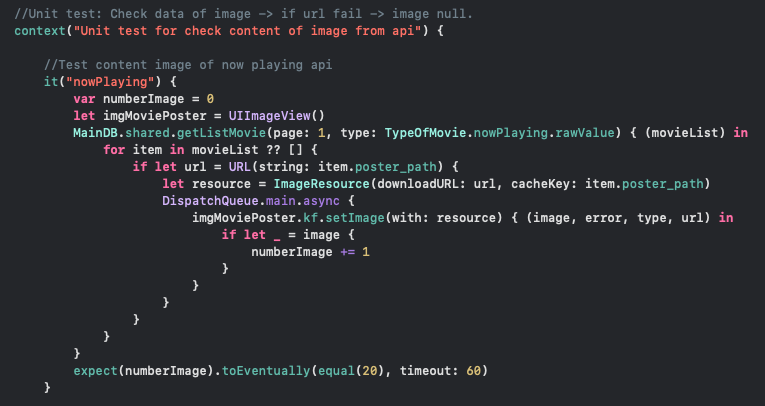 //Unit test: Check data of image -> if url fail -> image null.
context("Unit test for check content of image from api") {
//Test content image of now playing api
it("nowPlaying") {
var numberImage = 0
let imgMoviePoster = UIImageView()
MainDB.shared.getListMovie(page: 1, type: TypeOfMovie.nowPlaying.rawValue) { (movieList) in
for item in movieList ?? [] {
if let url = URL(string: item.poster_path) {
let resource = ImageResource(downloadURL: url, cacheKey: item.poster_path)
DispatchQueue.main.async {
imgMoviePoster.kf.setImage(with: resource) { (image, error, type, url) in
if let _ = image {
numberImage += 1
}
}
}
}
}
}
expect(numberImage).toEventually(equal(20), timeout: 60)
}